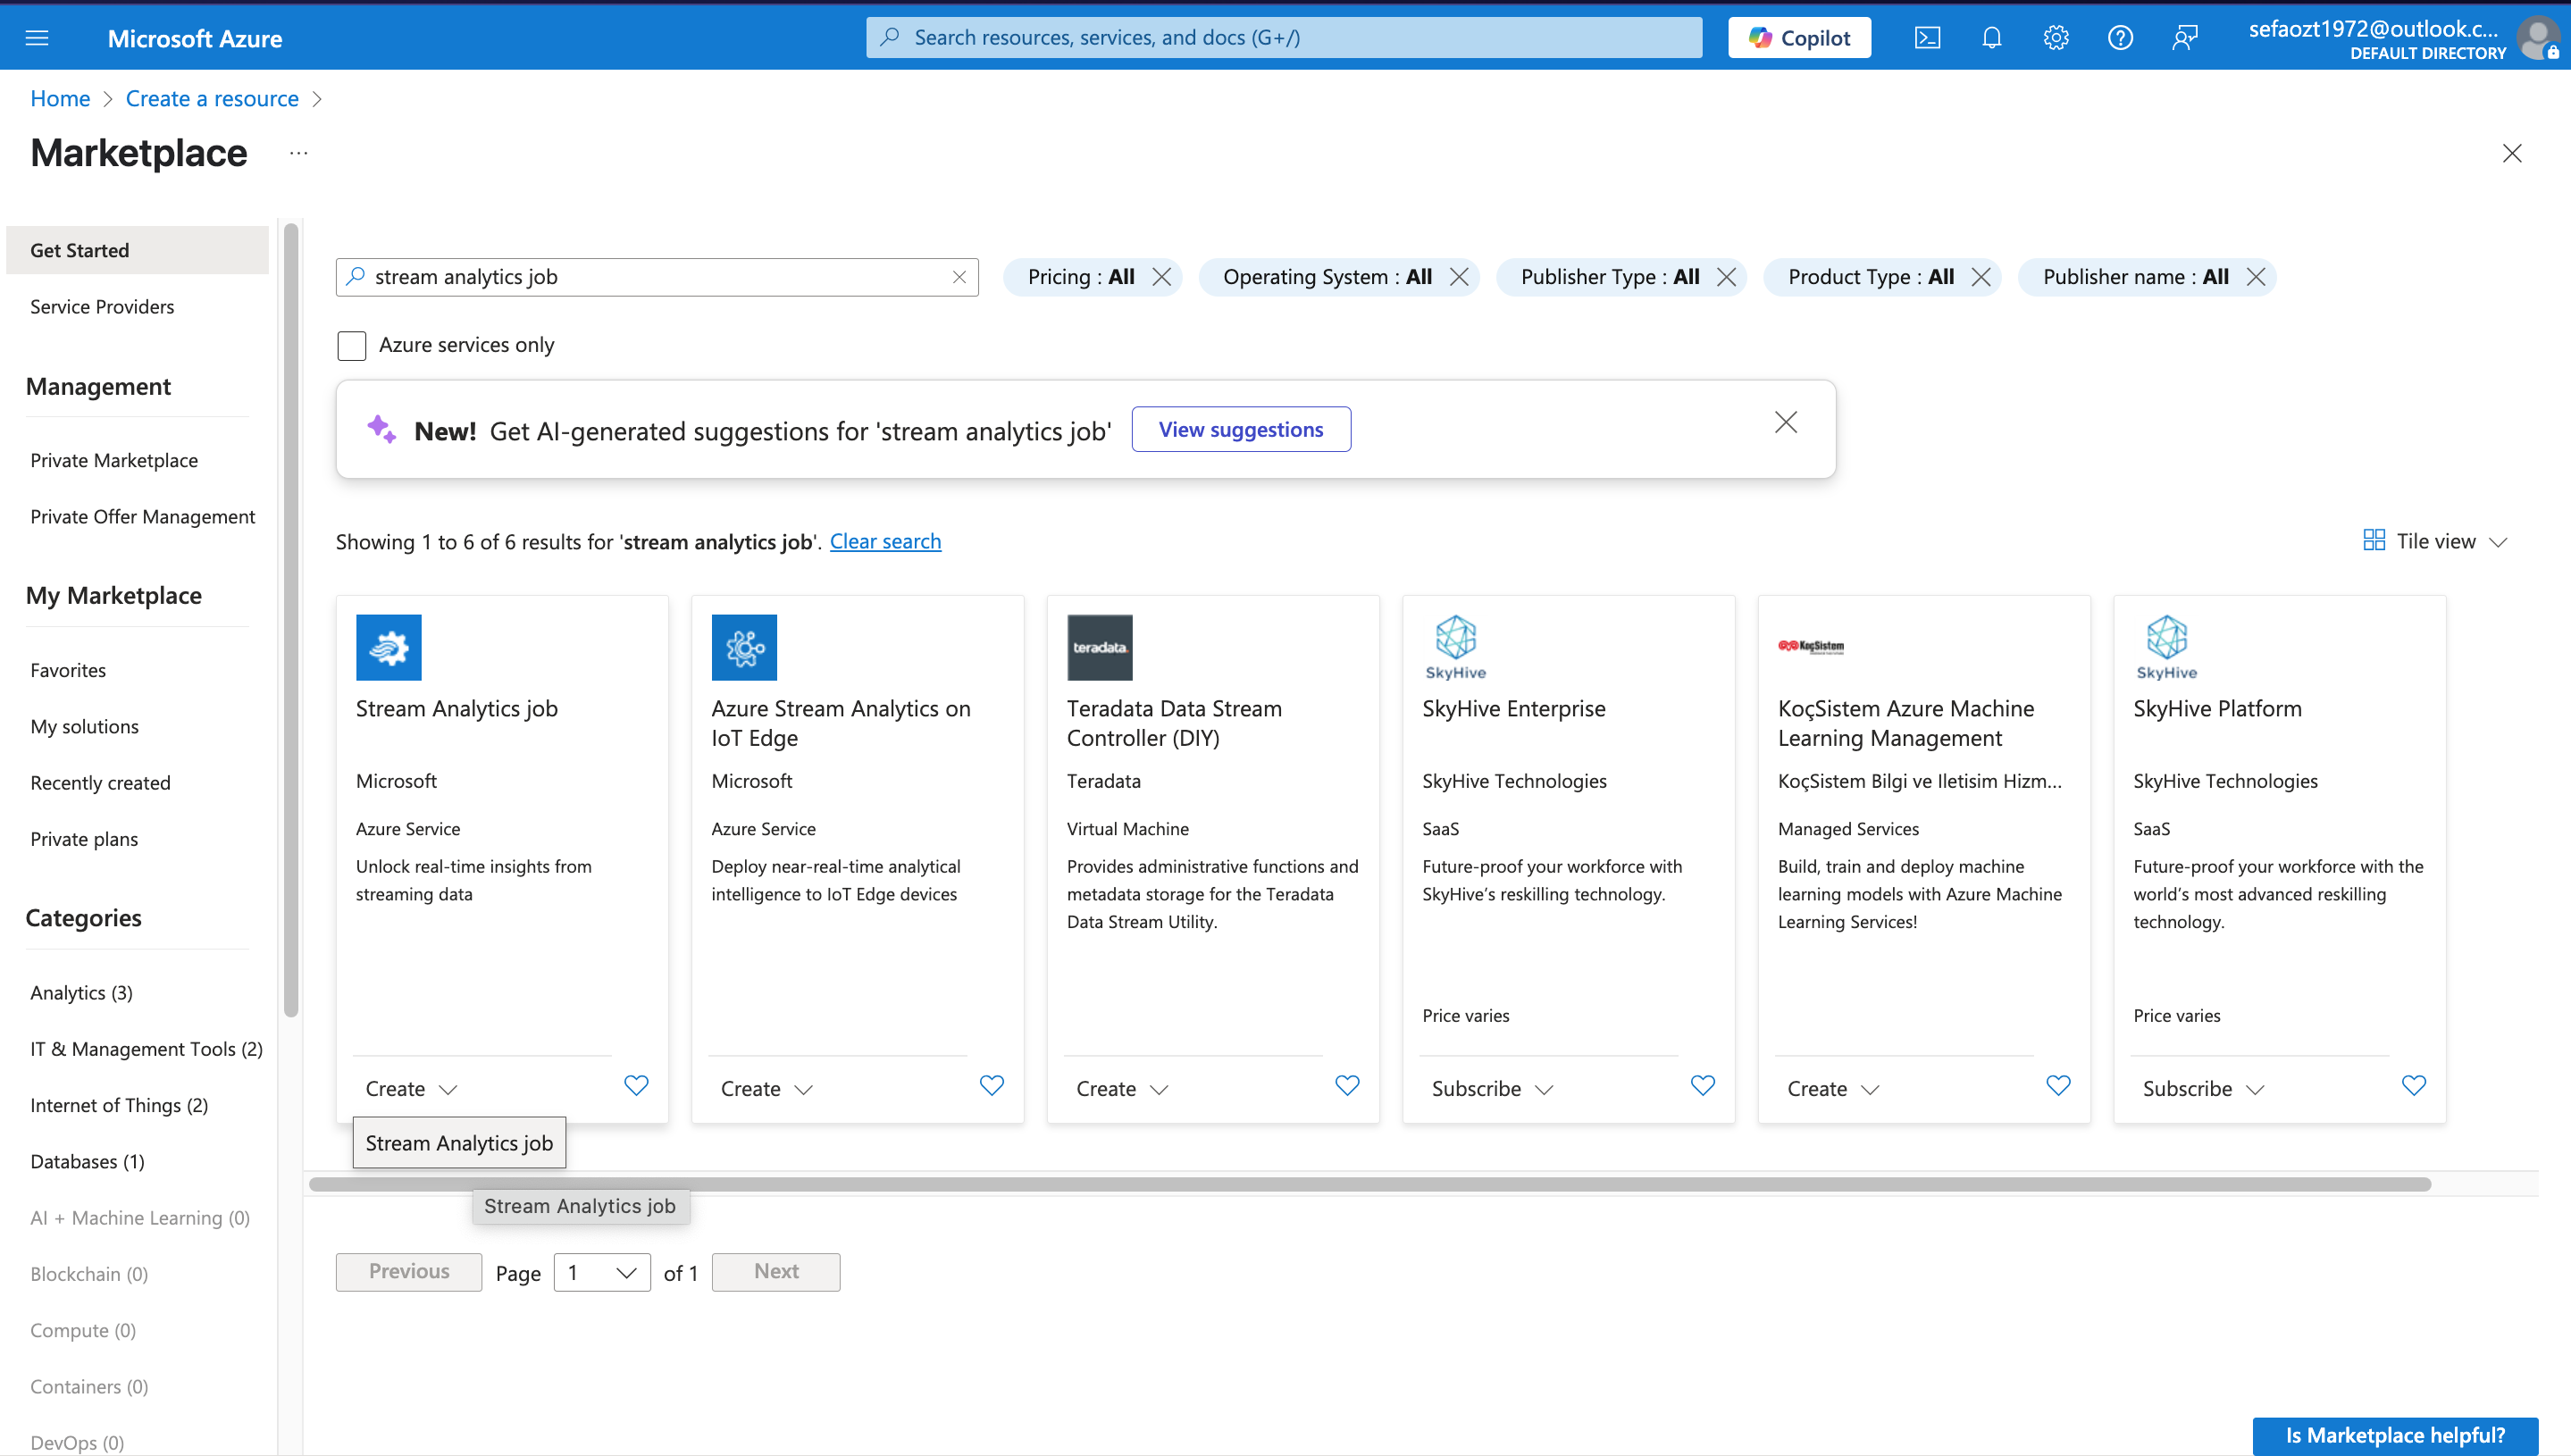 Microsoft Azure
Search resources, services, and docs (G+/)
Copilot
sefaozt1972@outlook.c...
DEFAULT DIRECTORY
Home > Create a resource >
Marketplace ...
Get Started
Service Providers
Management
Private Marketplace
Private Offer Management
My Marketplace
Favorites
My solutions
Recently created
Private plans
Categories
Analytics (3)
IT & Management Tools (2)
Internet of Things (2)
Databases (1)
AI + Machine Learning (0)
Blockchain (0)
Compute (0)
Containers (0)
DevOps (0)
stream analytics job
Pricing : All
Operating System : All
Publisher Type : All
Product Type : All
Publisher name : All
Azure services only
New! Get AI-generated suggestions for 'stream analytics job'
View suggestions
Showing 1 to 6 of 6 results for 'stream analytics job'. Clear search
Tile view
Stream Analytics job
Microsoft
Azure Service
Unlock real-time insights from
streaming data
Create
Azure Stream Analytics on
IoT Edge
Microsoft
Azure Service
Deploy near-real-time analytical
intelligence to IoT Edge devices
Create
teradata.
Teradata Data Stream
Controller (DIY)
Teradata
Virtual Machine
Provides administrative functions and
metadata storage for the Teradata
Data Stream Utility.
Create
SkyHive
SkyHive Enterprise
SkyHive Technologies
SaaS
Future-proof your workforce with
SkyHive’s reskilling technology.
Price varies
Subscribe
KoçSistem
KoçSistem Azure Machine
Learning Management
KoçSistem Bilgi ve Iletisim Hizm...
Managed Services
Build, train and deploy machine
learning models with Azure Machine
Learning Services!
Create
SkyHive
SkyHive Platform
SkyHive Technologies
SaaS
Future-proof your workforce with the
world’s most advanced reskilling
technology.
Price varies
Subscribe
Stream Analytics job
Stream Analytics job
Previous
Page
1
of 1
Next
Is Marketplace helpful?